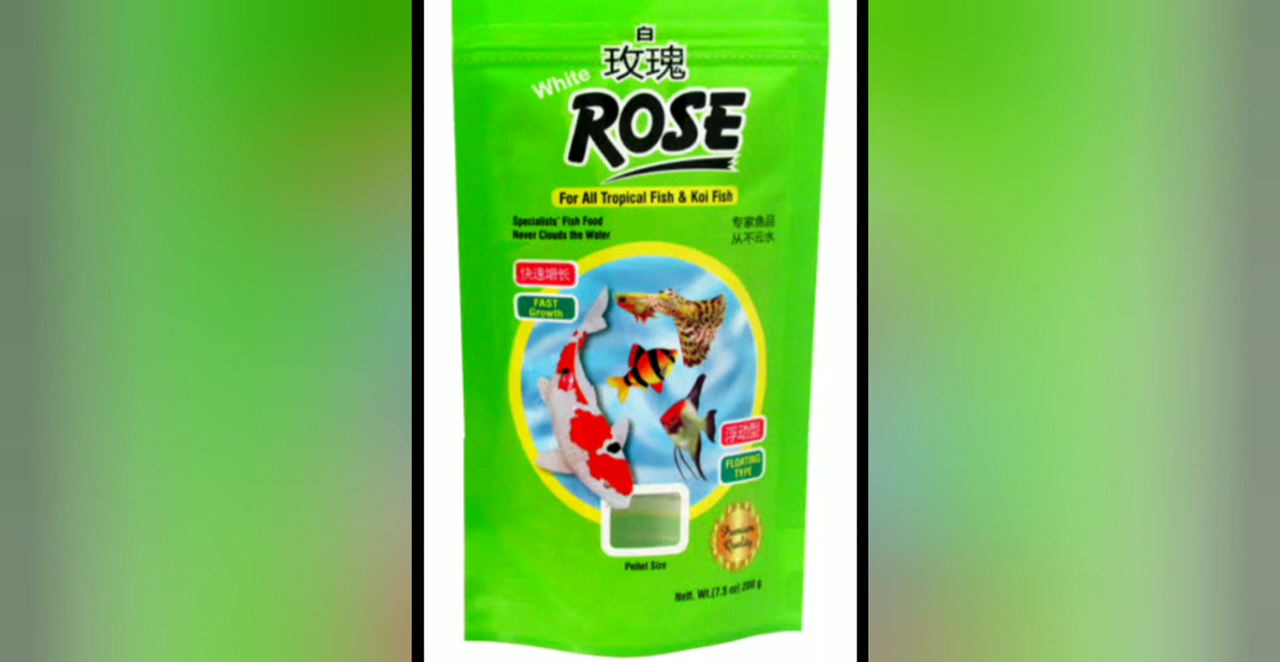 白
玫瑰
White
ROSE
For All Tropical Fish & Koi Fish
Specialists' Fish Food
Never Clouds the Water
专家鱼品
从不云水
快速增长
FAST
Growth
浮动型
FLOATING
TYPE
Premium
Quality
Pellet Size
Nett. Wt.(7.5 oz) 200 g